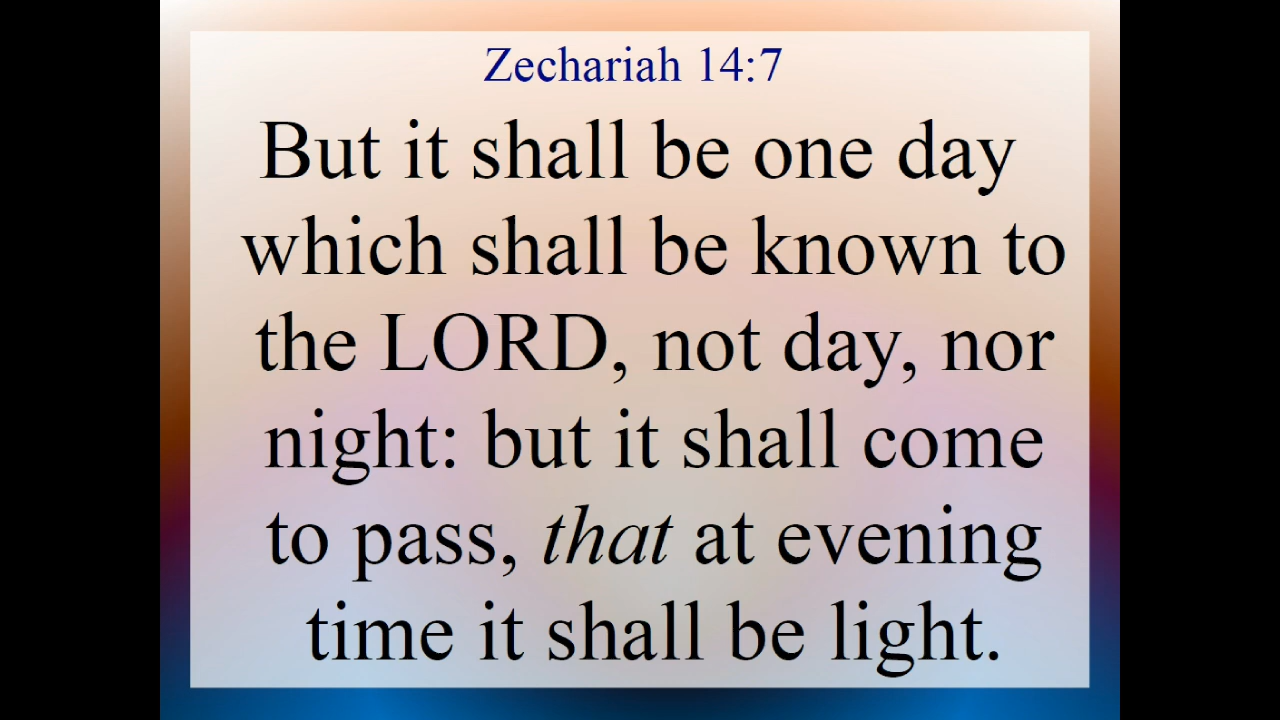 Zechariah 14:7
But it shall be one day
which shall be known to
the LORD, not day, nor
night: but it shall come
to pass, that at evening
time it shall be light.